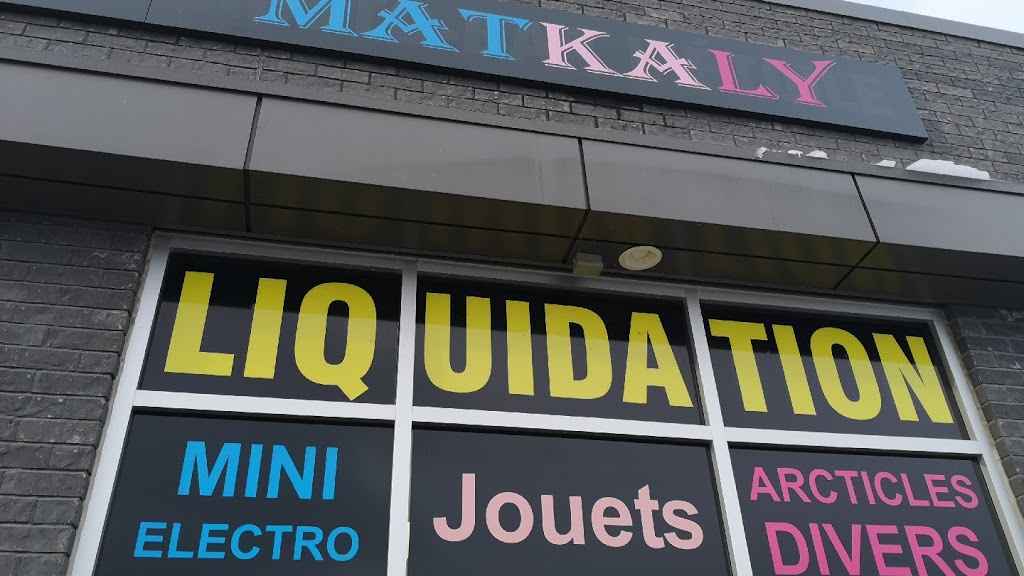 MATKALY
LIQUIDATION
MINI
ELECTRO
Jouets
ARCTICLES
DIVERS